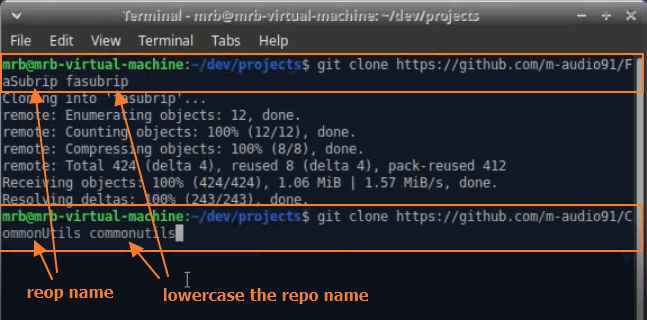 Terminal - mrb@mrb-virtual-machine: ~/dev/projects
File Edit View Terminal Tabs Help
mrb@mrb-virtual-machine:~/dev/projects$ git clone https://github.com/m-audio91/F
aSubrip fasubrip
Cloning into 'fasubrip'...
remote: Enumerating objects: 12, done.
remote: Counting objects: 100% (12/12), done.
remote: Compressing objects: 100% (8/8), done.
remote: Total 424 (delta 4), reused 8 (delta 4), pack-reused 412
Receiving objects: 100% (424/424), 1.06 MiB | 1.57 MiB/s, done.
Resolving deltas: 100% (243/243), done.
mrb@mrb-virtual-machine:~/dev/projects$ git clone https://github.com/m-audio91/C
ommonUtils commonutils
reop name
lowercase the repo name